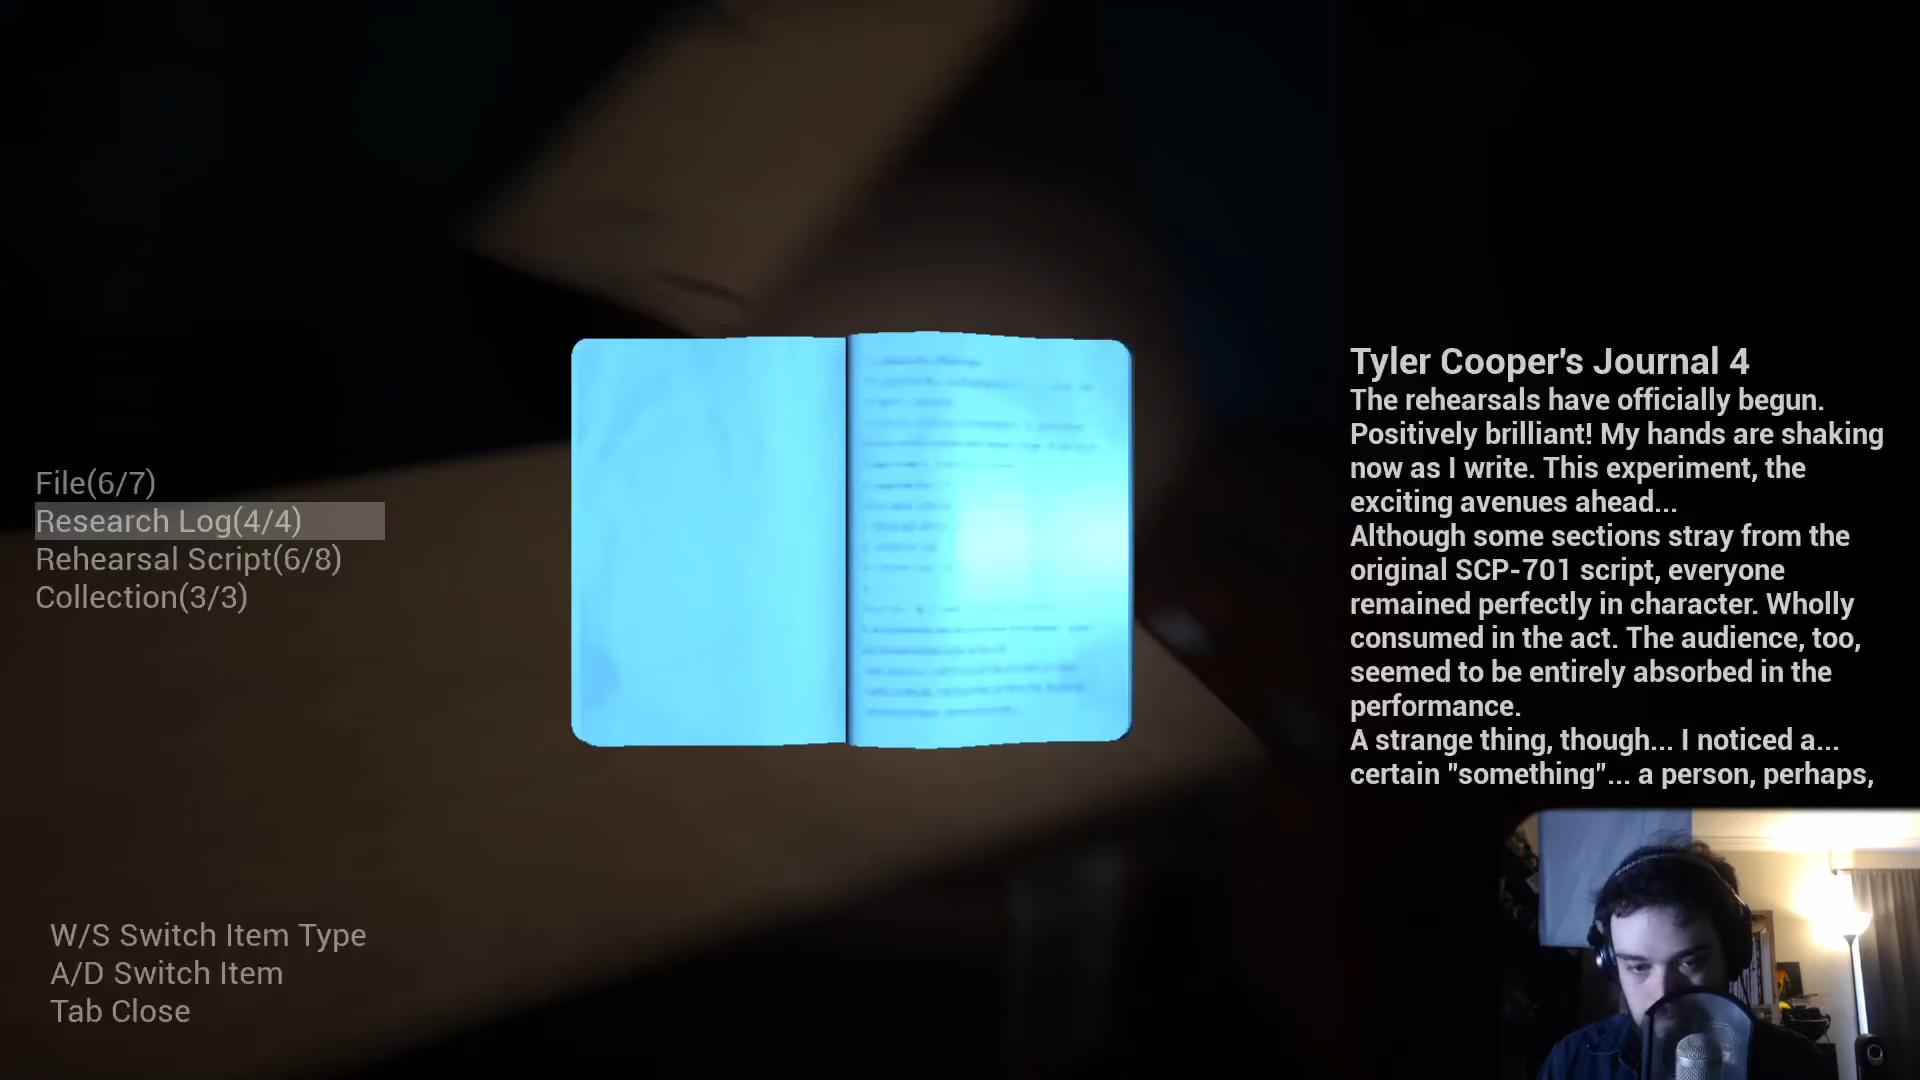 File(6/7)
Research Log(4/4)
Rehearsal Script(6/8)
Collection(3/3)
W/S Switch Item Type
A/D Switch Item
Tab Close
Tyler Cooper's Journal 4
The rehearsals have officially begun.
Positively brilliant! My hands are shaking
now as I write. This experiment, the
exciting avenues ahead...
Although some sections stray from the
original SCP-701 script, everyone
remained perfectly in character. Wholly
consumed in the act. The audience, too,
seemed to be entirely absorbed in the
performance.
A strange thing, though... I noticed a...
certain "something"... a person, perhaps,